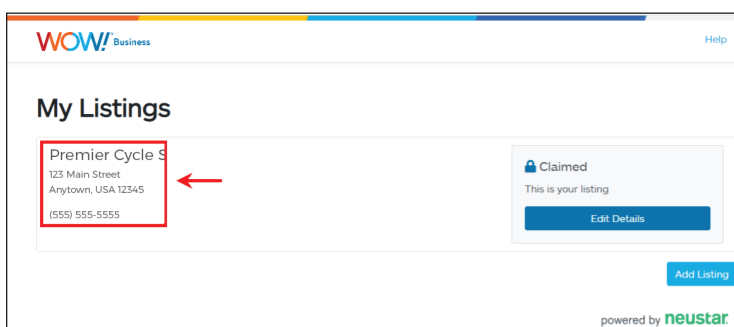 WOW! Business
Help
My Listings
Premier Cycle S
123 Main Street
Anytown, USA 12345
(555) 555-5555
Claimed
This is your listing
Edit Details
Add Listing
powered by neustar.